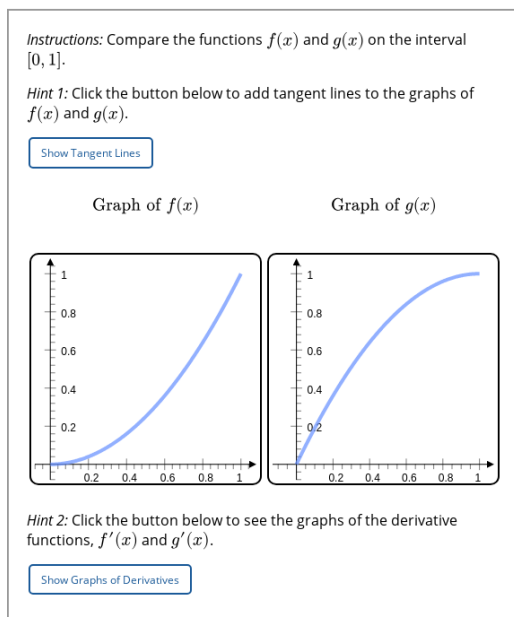 Instructions: Compare the functions f(x) and g(x) on the interval
[0, 1].
Hint 1: Click the button below to add tangent lines to the graphs of
f(x) and g(x).
Show Tangent Lines
Graph of f(x)
Graph of g(x)
1
0.8
0.6
0.4
0.2
0.2 0.4 0.6 0.8 1
1
0.8
0.6
0.4
0.2
0.2 0.4 0.6 0.8 1
Hint 2: Click the button below to see the graphs of the derivative
functions, f′(x) and g′(x).
Show Graphs of Derivatives